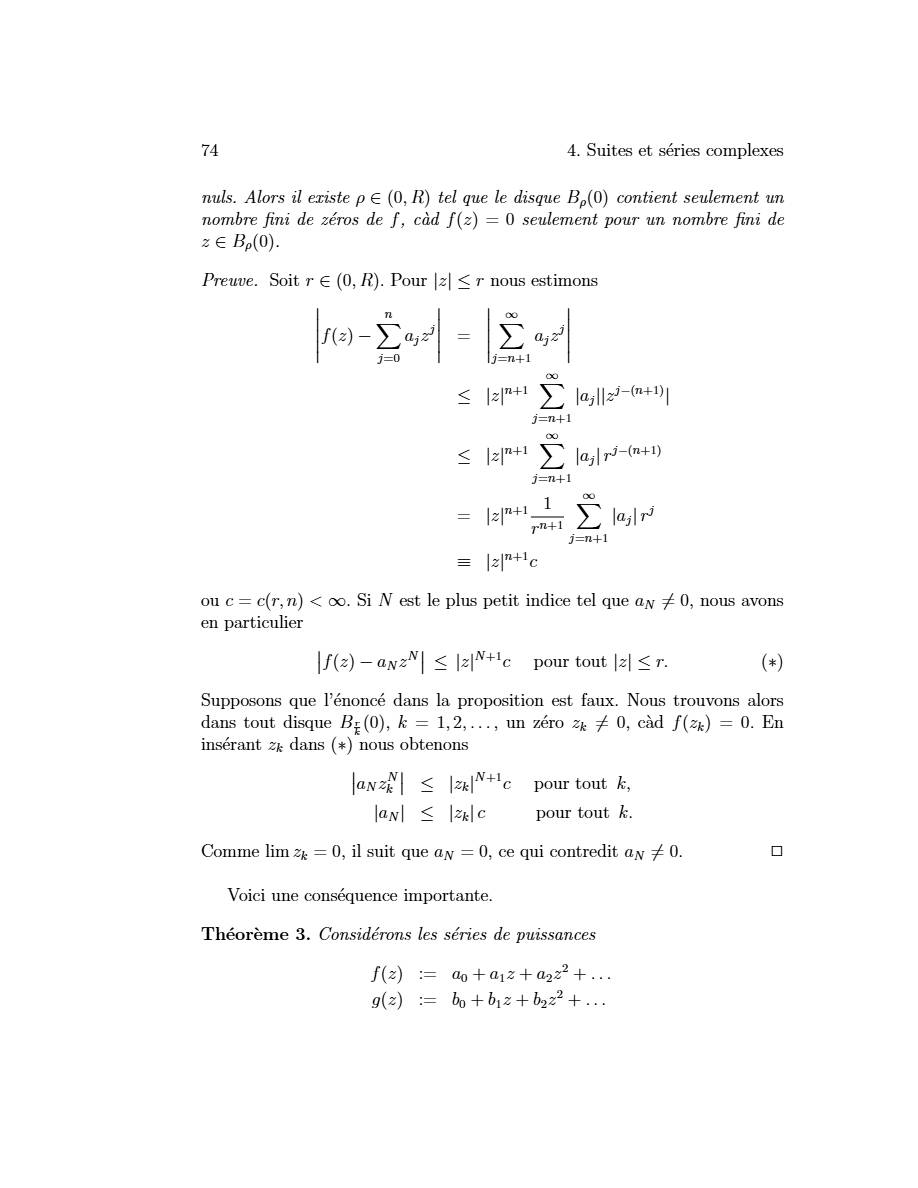 74 4. Suites et séries complexes
nuls. Alors il existe ρ ∈ (0, R) tel que le disque B_ρ(0) contient seulement un
nombre fini de zéros de f, càd f(z) = 0 seulement pour un nombre fini de
z ∈ B_ρ(0).
Preuve. Soit r ∈ (0, R). Pour |z| ≤ r nous estimons
|f(z) − ∑_{j=0}^{n} a_j z^j| = |∑_{j=n+1}^{∞} a_j z^j|
≤ |z|^{n+1} ∑_{j=n+1}^{∞} |a_j||z^{j−(n+1)}|
≤ |z|^{n+1} ∑_{j=n+1}^{∞} |a_j| r^{j−(n+1)}
= |z|^{n+1} \frac{1}{r^{n+1}} ∑_{j=n+1}^{∞} |a_j| r^j
≡ |z|^{n+1} c
ou c = c(r, n) < ∞. Si N est le plus petit indice tel que a_N ≠ 0, nous avons
en particulier
|f(z) − a_N z^N| ≤ |z|^{N+1} c pour tout |z| ≤ r. (∗)
Supposons que l'énoncé dans la proposition est faux. Nous trouvons alors
dans tout disque B_{\frac{r}{k}}(0), k = 1, 2, . . . , un zéro z_k ≠ 0, càd f(z_k) = 0. En
insérant z_k dans (∗) nous obtenons
|a_N z_k^N| ≤ |z_k|^{N+1} c pour tout k,
|a_N| ≤ |z_k| c pour tout k.
Comme lim z_k = 0, il suit que a_N = 0, ce qui contredit a_N ≠ 0. □
Voici une conséquence importante.
Théorème 3. Considérons les séries de puissances
f(z) := a_0 + a_1 z + a_2 z^2 + . . .
g(z) := b_0 + b_1 z + b_2 z^2 + . . .